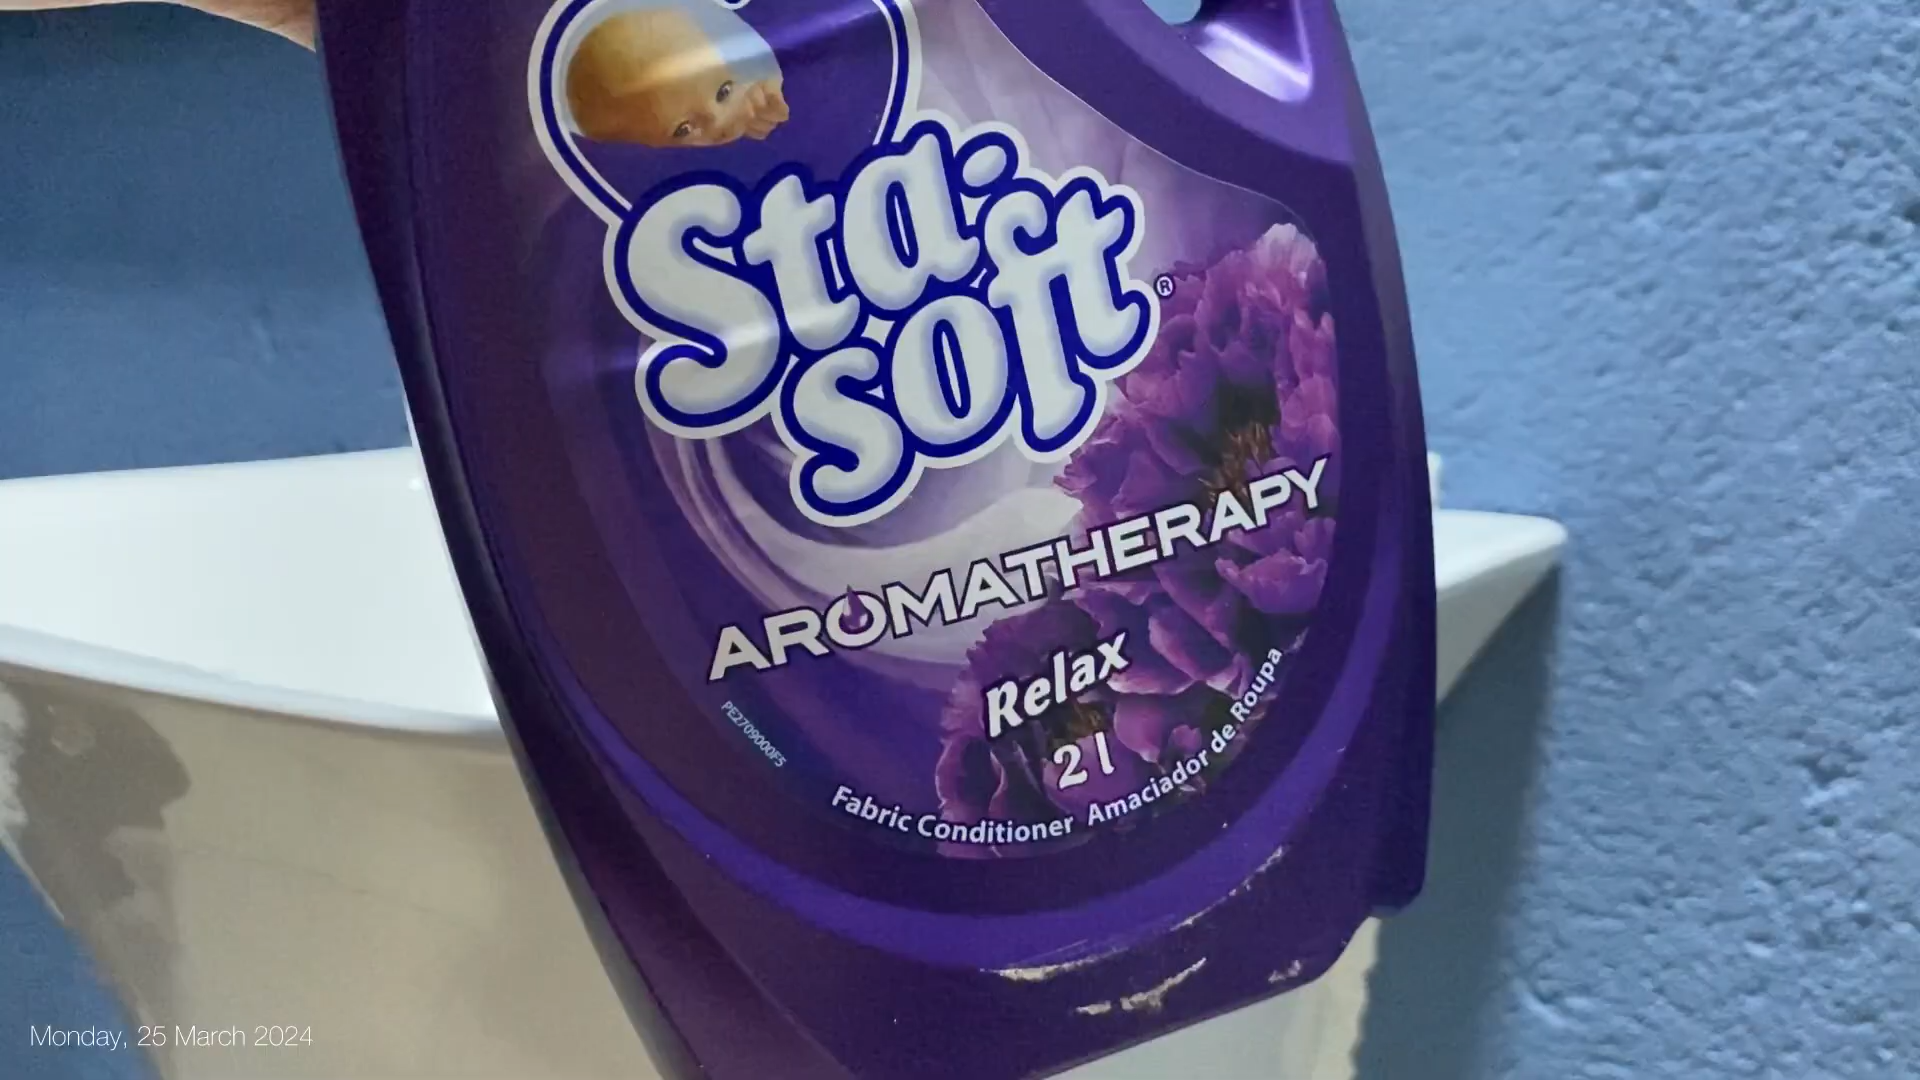 Sta-
soft®
AROMATHERAPY
Relax
2 l
PE2709000F5
Fabric Conditioner Amaciador de Roupa
Monday, 25 March 2024